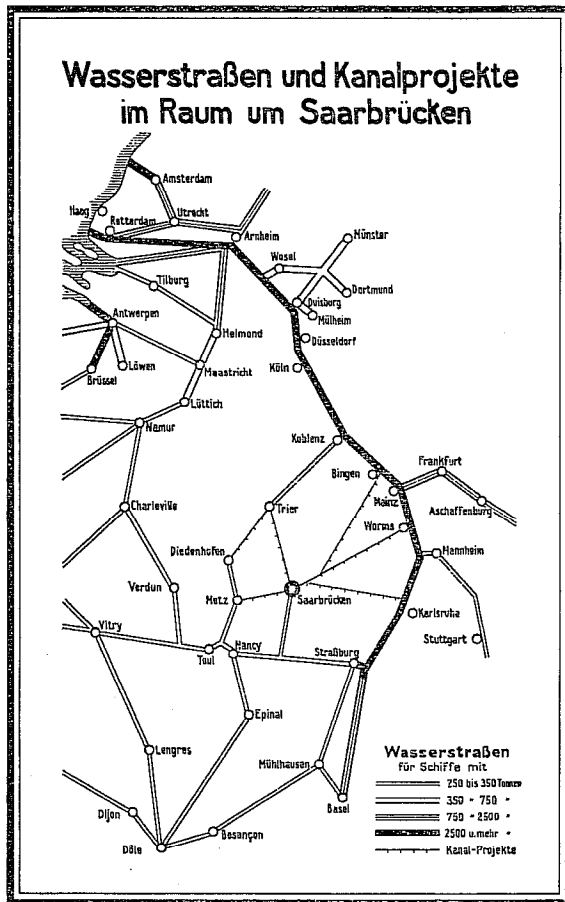 Wasserstraßen und Kanalprojekte
im Raum um Saarbrücken
Amsterdam
Haag
Utrecht
Rotterdam
Arnheim
Münster
Wesel
Tilburg
Duisburg
Dortmund
Mülheim
Antwerpen
Helmond
Düsseldorf
Löwen
Maastricht
Köln
Brüssel
Lüttich
Namur
Koblenz
Frankfurt
Bingen
Mainz
Charleville
Trier
Aschaffenburg
Worms
Diedenhofen
Mannheim
Verdun
Metz
Saarbrücken
Karlsruhe
Vitry
Stuttgart
Toul
Nancy
Straßburg
Epinal
Lengres
Mühlhausen
Basel
Dijon
Besançon
Dôle
Wasserstraßen
für Schiffe mit
250 bis 350 Tonnen
350 " 750 "
750 " 2500 "
2500 u. mehr "
Kanal-Projekte